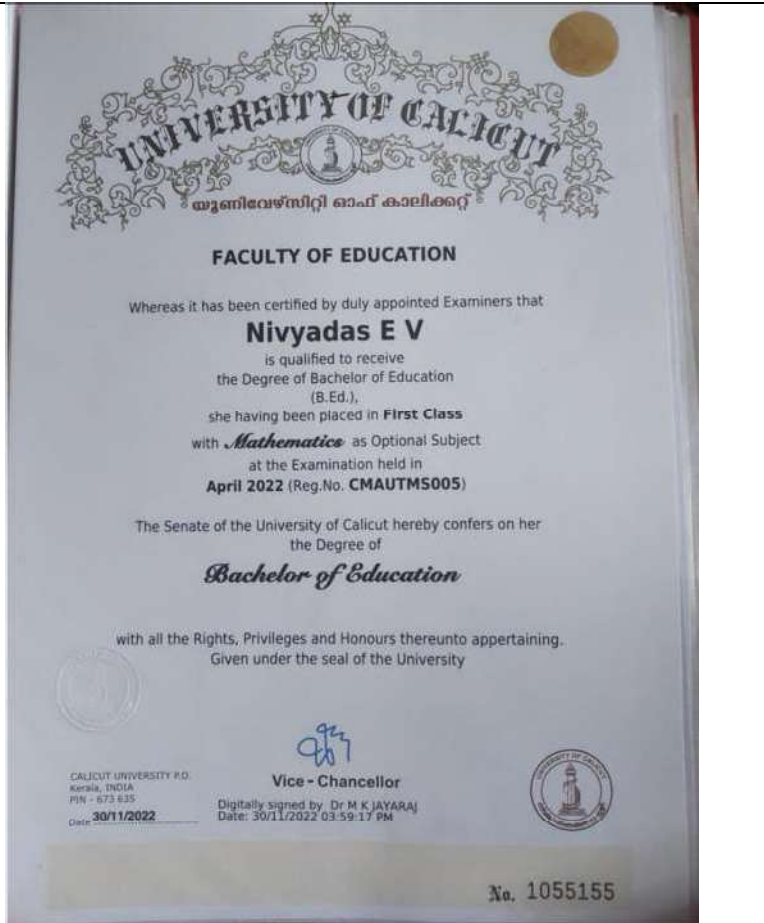 UNIVERSITY OF CALICUT
യൂണിവേഴ്സിറ്റി ഓഫ് കാലിക്കറ്റ്
FACULTY OF EDUCATION
Whereas it has been certified by duly appointed Examiners that
Nivyadas E V
is qualified to receive
the Degree of Bachelor of Education
(B.Ed.),
she having been placed in First Class
with Mathematics as Optional Subject
at the Examination held in
April 2022 (Reg.No. CMAUTMS005)
The Senate of the University of Calicut hereby confers on her
the Degree of
Bachelor of Education
with all the Rights, Privileges and Honours thereunto appertaining.
Given under the seal of the University
Vice - Chancellor
Digitally signed by Dr M K JAYARAJ
Date: 30/11/2022 03:59:17 PM
CALICUT UNIVERSITY P.O.
Kerala, INDIA
PIN - 673 635
Date 30/11/2022
UNIVERSITY OF CALICUT
No. 1055155